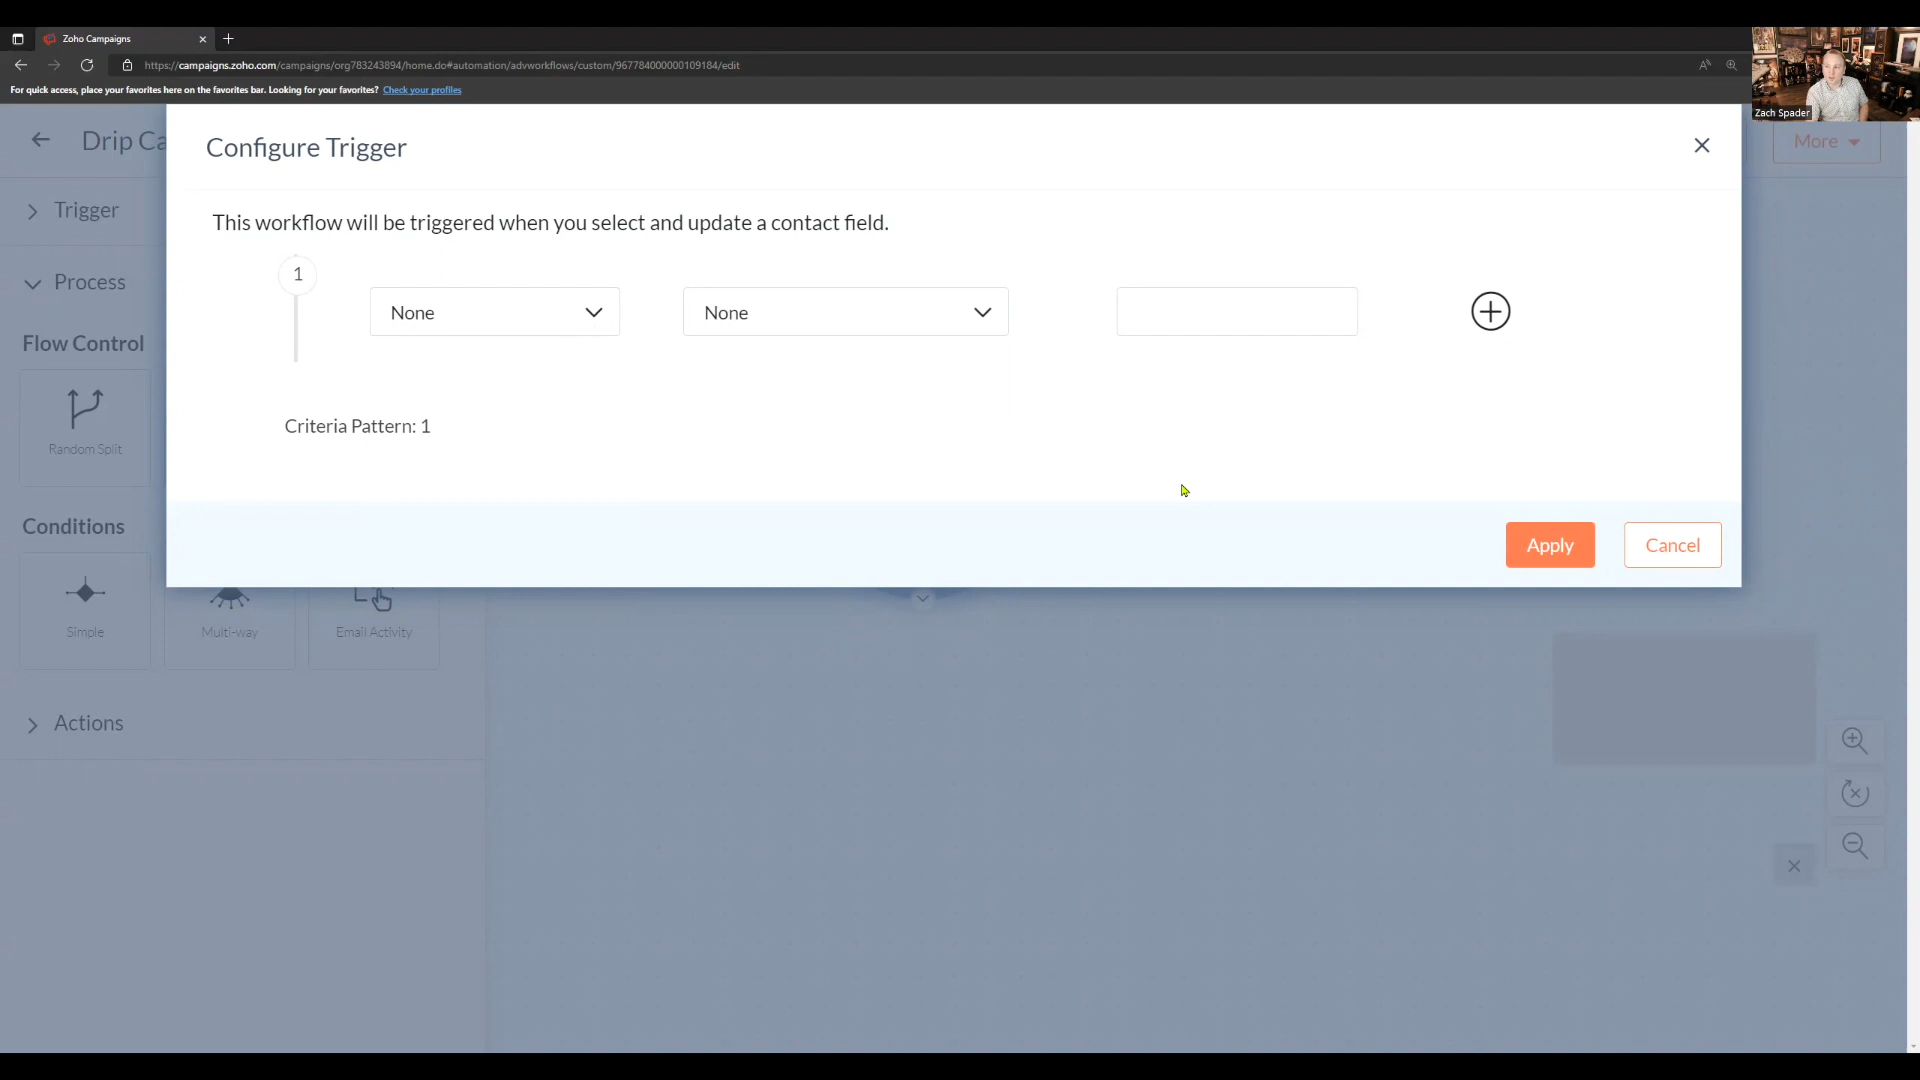 Zoho Campaigns
https://campaigns.zoho.com/campaigns/org783243894/home.do#automation/advworkflows/custom/967784000000109184/edit
For quick access, place your favorites here on the favorites bar. Looking for your favorites? Check your profiles
Zach Spader
Drip Ca
Configure Trigger
More
Trigger
This workflow will be triggered when you select and update a contact field.
1
Process
None
None
Flow Control
Criteria Pattern: 1
Random Split
Conditions
Apply
Cancel
Simple
Multi-way
Email Activity
Actions